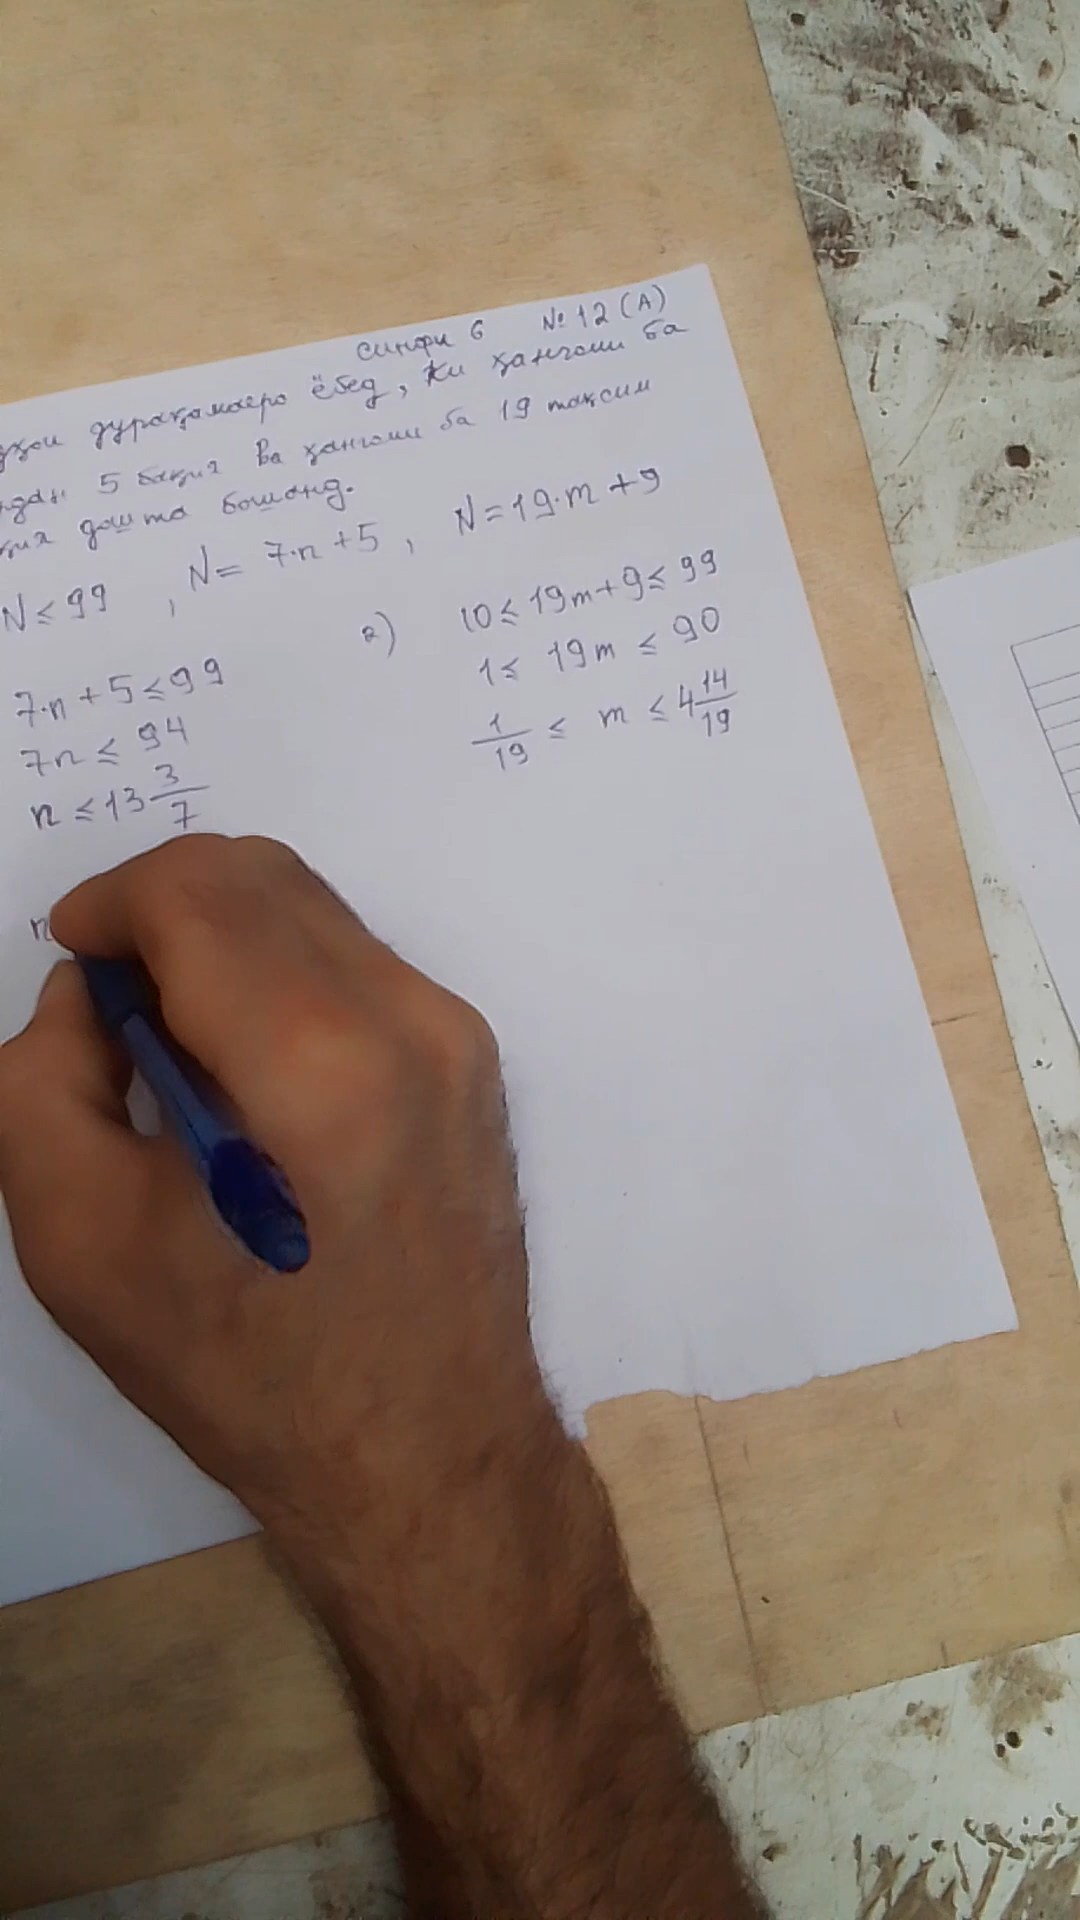 синфи 6 № 12 (А)
дурақамаеро ёбед, ки ҳангоми ба
5 бақия ва ҳангоми ба 19 тақсим
дошта бошанд.
N ≤ 99 , N = 7·n + 5 , N = 19·m + 9
7·n + 5 ≤ 99
7n ≤ 94
n ≤ 13 3/7
n
2) 10 ≤ 19m + 9 ≤ 99
1 ≤ 19m ≤ 90
1/19 ≤ m ≤ 4 14/19